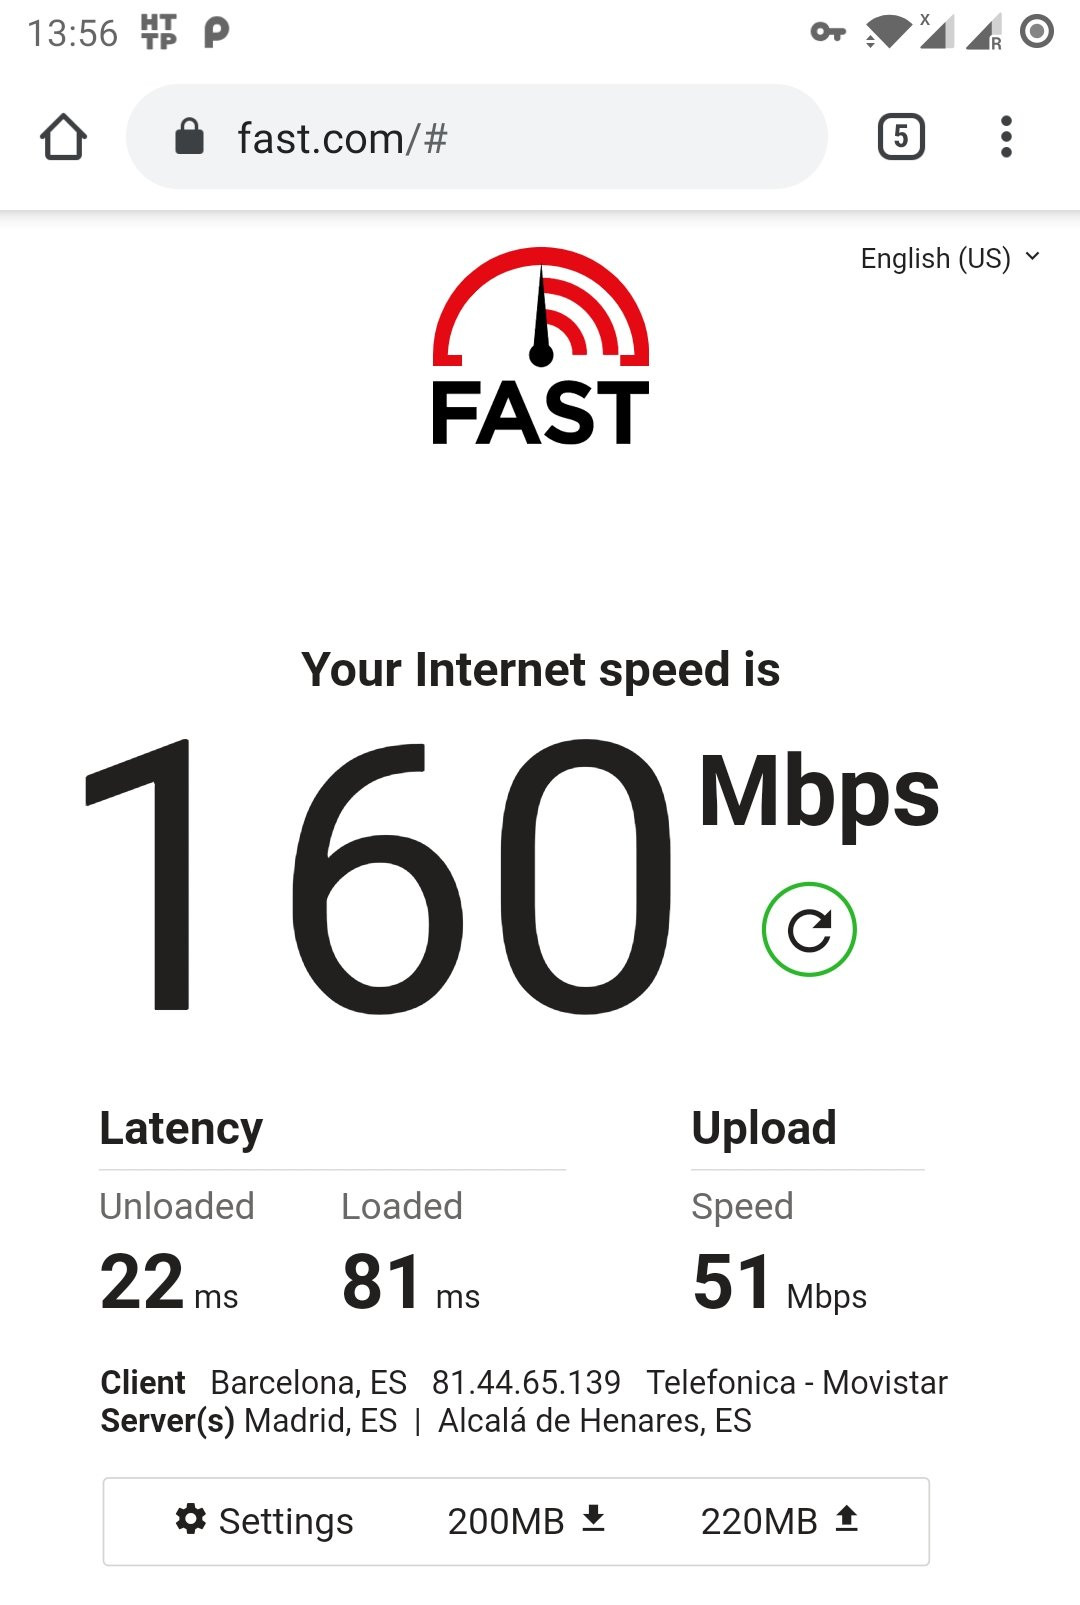 13:56 HT TP P X R
fast.com/#
5
English (US)
FAST
Your Internet speed is
160 Mbps
Latency Upload
Unloaded Loaded Speed
22 ms 81 ms 51 Mbps
Client Barcelona, ES 81.44.65.139 Telefonica - Movistar
Server(s) Madrid, ES | Alcalá de Henares, ES
Settings 200MB 220MB